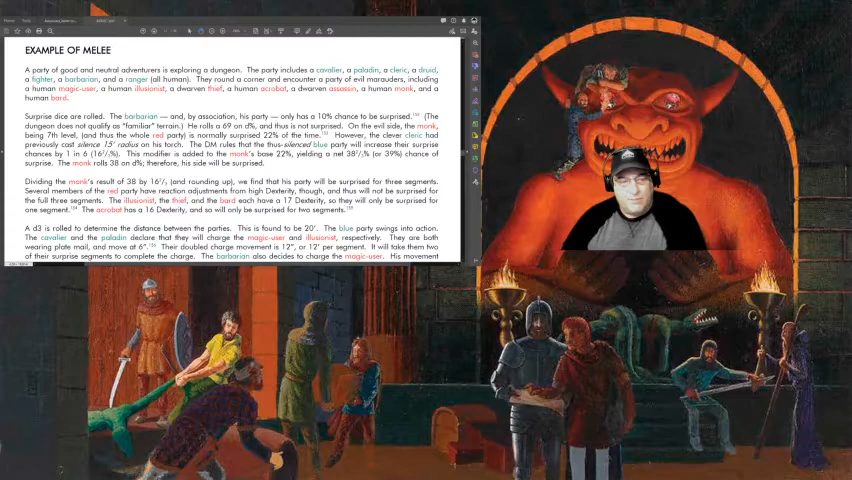 EXAMPLE OF MELEE
A party of good and neutral adventurers is exploring a dungeon. The party includes a cavalier, a paladin, a cleric, a druid,
a fighter, a barbarian, and a ranger (all human). They round a corner and encounter a party of evil marauders, including
a human magic-user, a human illusionist, a dwarven thief, a human acrobat, a dwarven assassin, a human monk, and a
human bard.
Surprise dice are rolled. The barbarian — and, by association, his party — only has a 10% chance to be surprised. (The
dungeon does not qualify as "familiar" terrain.) He rolls a 69 on d%, and thus is not surprised. On the evil side, the monk,
being 7th level, (and thus the whole red party) is normally surprised 22% of the time. However, the clever cleric had
previously cast silence 15' radius on his torch. The DM rules that the thus-silenced blue party will increase their surprise
chances by 1 in 6 (16²/₃%). This modifier is added to the monk's base 22%, yielding a net 38²/₃% (or 39%) chance of
surprise. The monk rolls 38 on d%; therefore, his side will be surprised.
Dividing the monk's result of 38 by 16²/₃ (and rounding up), we find that his party will be surprised for three segments.
Several members of the red party have reaction adjustments from high Dexterity, though, and thus will not be surprised for
the full three segments. The illusionist, the thief, and the bard each have a 17 Dexterity, so they will only be surprised for
one segment. The acrobat has a 16 Dexterity, and so will only be surprised for two segments.
A d3 is rolled to determine the distance between the parties. This is found to be 20'. The blue party swings into action.
The cavalier and the paladin declare that they will charge the magic-user and illusionist, respectively. They are both
wearing plate mail, and move at 6". Their doubled charge movement is 12", or 12' per segment. It will take them two
of their surprise segments to complete the charge. The barbarian also decides to charge the magic-user. His movement